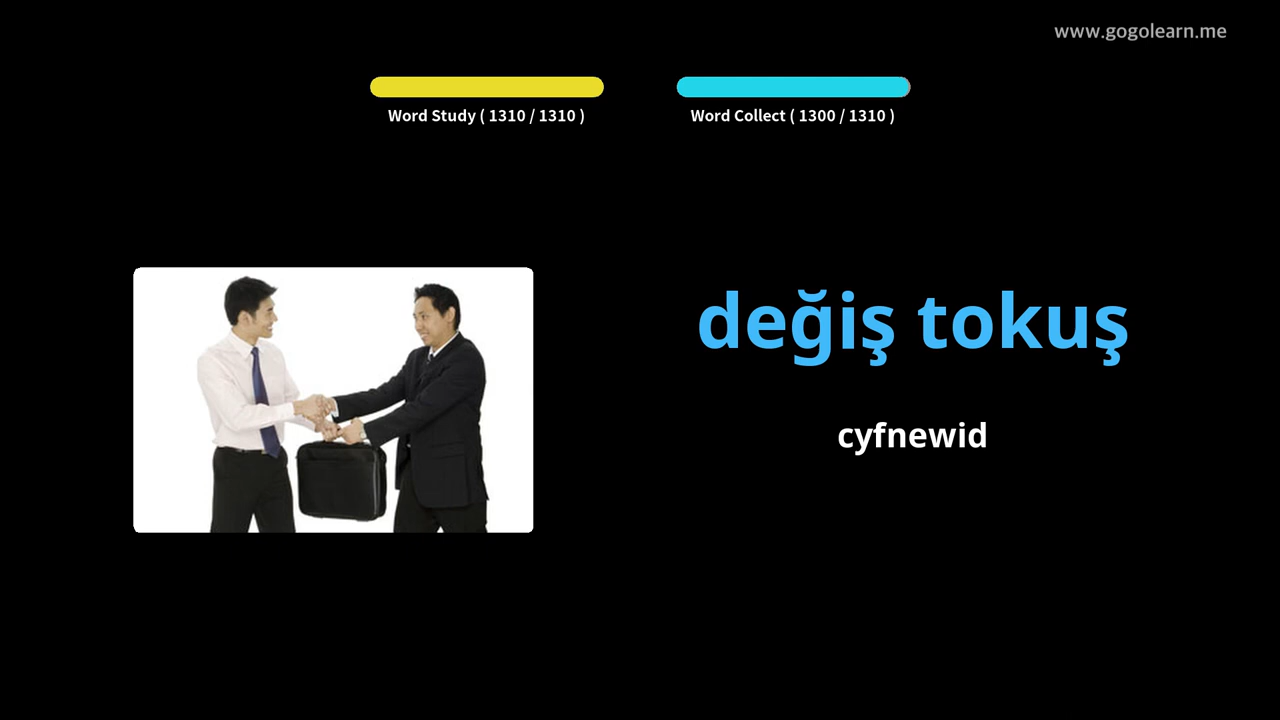 www.gogolearn.me
Word Study ( 1310 / 1310 )
Word Collect ( 1300 / 1310 )
değiş tokuş
cyfnewid